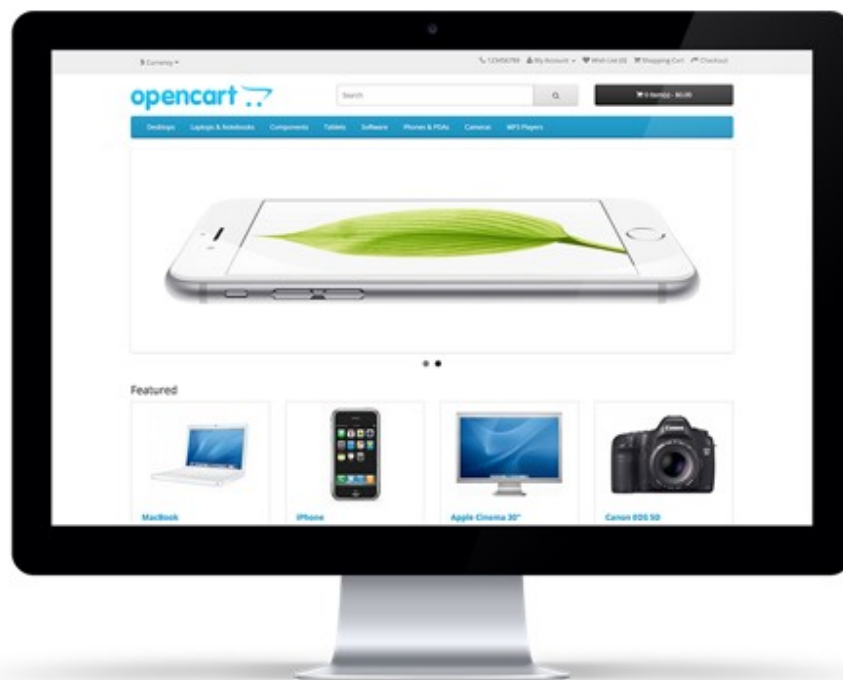 $ Currency
123456789 My Account Wish List (0) Shopping Cart Checkout
opencart
Search
0 item(s) - $0.00
Desktops Laptops & Notebooks Components Tablets Software Phones & PDAs Cameras MP3 Players
Featured
Canon
MacBook iPhone Apple Cinema 30" Canon EOS 5D